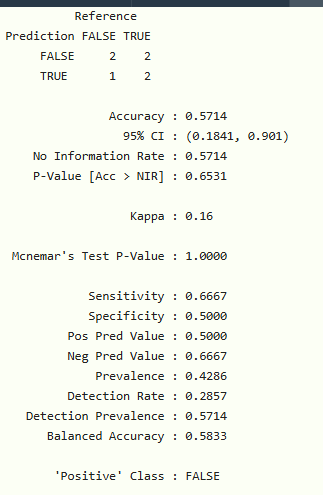 Reference
Prediction FALSE TRUE
FALSE 2 2
TRUE 1 2
Accuracy : 0.5714
95% CI : (0.1841, 0.901)
No Information Rate : 0.5714
P-Value [Acc > NIR] : 0.6531
Kappa : 0.16
Mcnemar's Test P-Value : 1.0000
Sensitivity : 0.6667
Specificity : 0.5000
Pos Pred Value : 0.5000
Neg Pred Value : 0.6667
Prevalence : 0.4286
Detection Rate : 0.2857
Detection Prevalence : 0.5714
Balanced Accuracy : 0.5833
'Positive' Class : FALSE